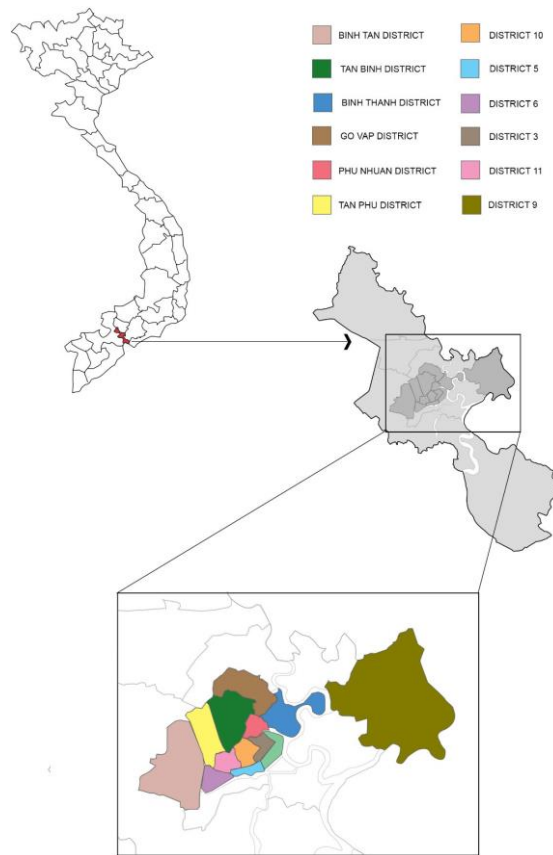 BINH TAN DISTRICT
TAN BINH DISTRICT
BINH THANH DISTRICT
GO VAP DISTRICT
PHU NHUAN DISTRICT
TAN PHU DISTRICT
DISTRICT 10
DISTRICT 5
DISTRICT 6
DISTRICT 3
DISTRICT 11
DISTRICT 9